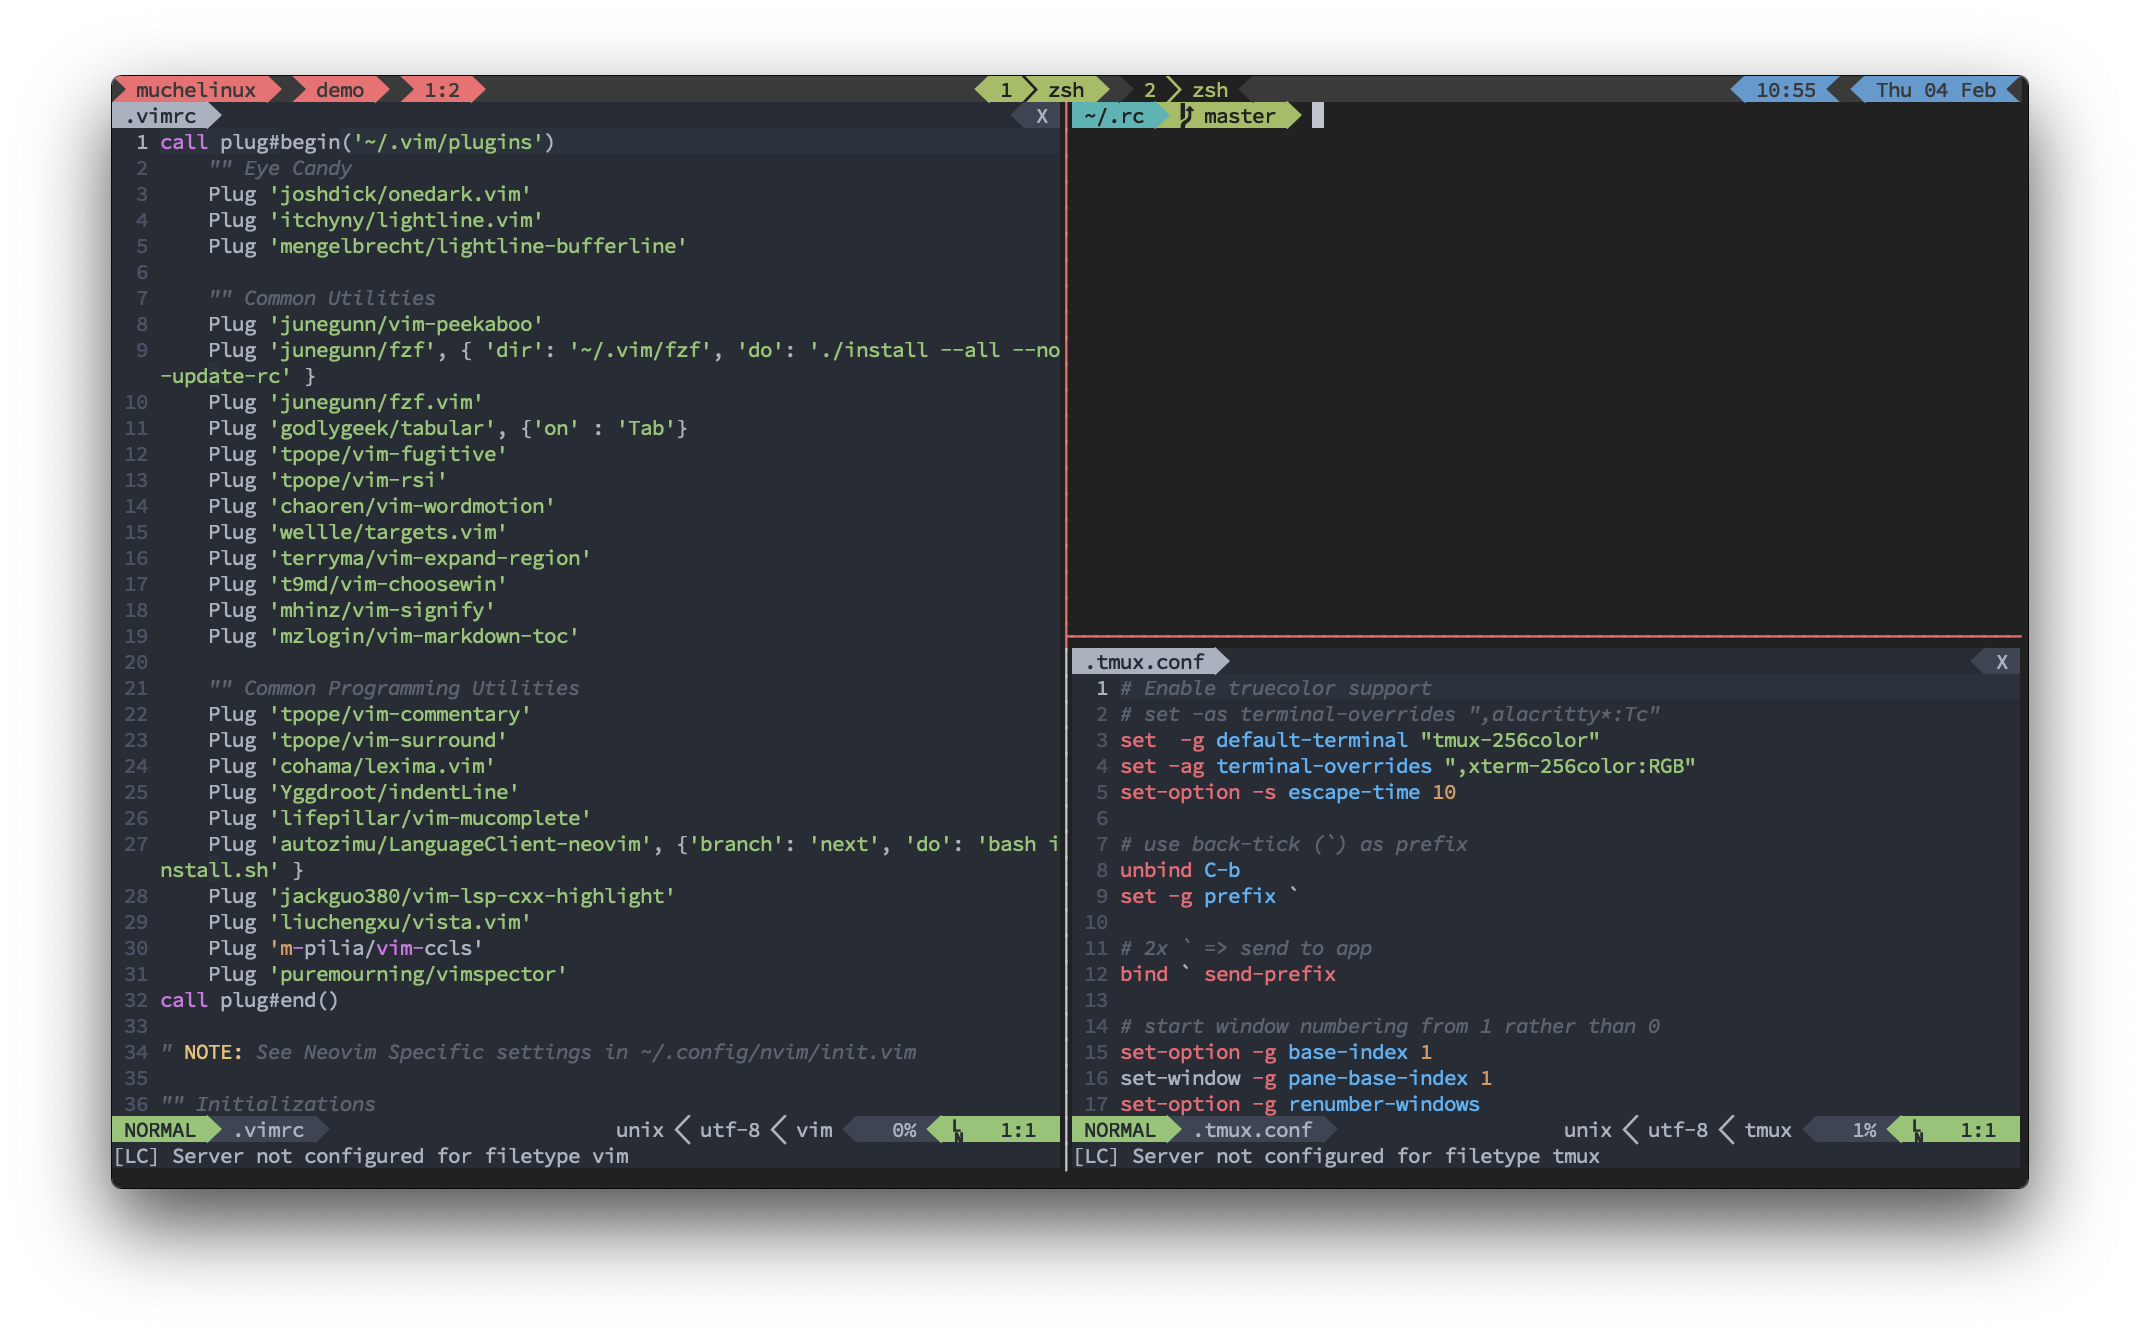 muchelinux demo 1:2 1 zsh 2 zsh 10:55 Thu 04 Feb
.vimrc X
1 call plug#begin('~/.vim/plugins')
2 "" Eye Candy
3 Plug 'joshdick/onedark.vim'
4 Plug 'itchyny/lightline.vim'
5 Plug 'mengelbrecht/lightline-bufferline'
6
7 "" Common Utilities
8 Plug 'junegunn/vim-peekaboo'
9 Plug 'junegunn/fzf', { 'dir': '~/.vim/fzf', 'do': './install --all --no
-update-rc' }
10 Plug 'junegunn/fzf.vim'
11 Plug 'godlygeek/tabular', {'on' : 'Tab'}
12 Plug 'tpope/vim-fugitive'
13 Plug 'tpope/vim-rsi'
14 Plug 'chaoren/vim-wordmotion'
15 Plug 'wellle/targets.vim'
16 Plug 'terryma/vim-expand-region'
17 Plug 't9md/vim-choosewin'
18 Plug 'mhinz/vim-signify'
19 Plug 'mzlogin/vim-markdown-toc'
20
21 "" Common Programming Utilities
22 Plug 'tpope/vim-commentary'
23 Plug 'tpope/vim-surround'
24 Plug 'cohama/lexima.vim'
25 Plug 'Yggdroot/indentLine'
26 Plug 'lifepillar/vim-mucomplete'
27 Plug 'autozimu/LanguageClient-neovim', {'branch': 'next', 'do': 'bash i
nstall.sh' }
28 Plug 'jackguo380/vim-lsp-cxx-highlight'
29 Plug 'liuchengxu/vista.vim'
30 Plug 'm-pilia/vim-ccls'
31 Plug 'puremourning/vimspector'
32 call plug#end()
33
34 " NOTE: See Neovim Specific settings in ~/.config/nvim/init.vim
35
36 "" Initializations
NORMAL .vimrc unix utf-8 vim 0% LN 1:1
[LC] Server not configured for filetype vim
~/.rc master
.tmux.conf X
1 # Enable truecolor support
2 # set -as terminal-overrides ",alacritty*:Tc"
3 set  -g default-terminal "tmux-256color"
4 set -ag terminal-overrides ",xterm-256color:RGB"
5 set-option -s escape-time 10
6
7 # use back-tick (`) as prefix
8 unbind C-b
9 set -g prefix `
10
11 # 2x ` => send to app
12 bind ` send-prefix
13
14 # start window numbering from 1 rather than 0
15 set-option -g base-index 1
16 set-window -g pane-base-index 1
17 set-option -g renumber-windows
NORMAL .tmux.conf unix utf-8 tmux 1% LN 1:1
[LC] Server not configured for filetype tmux